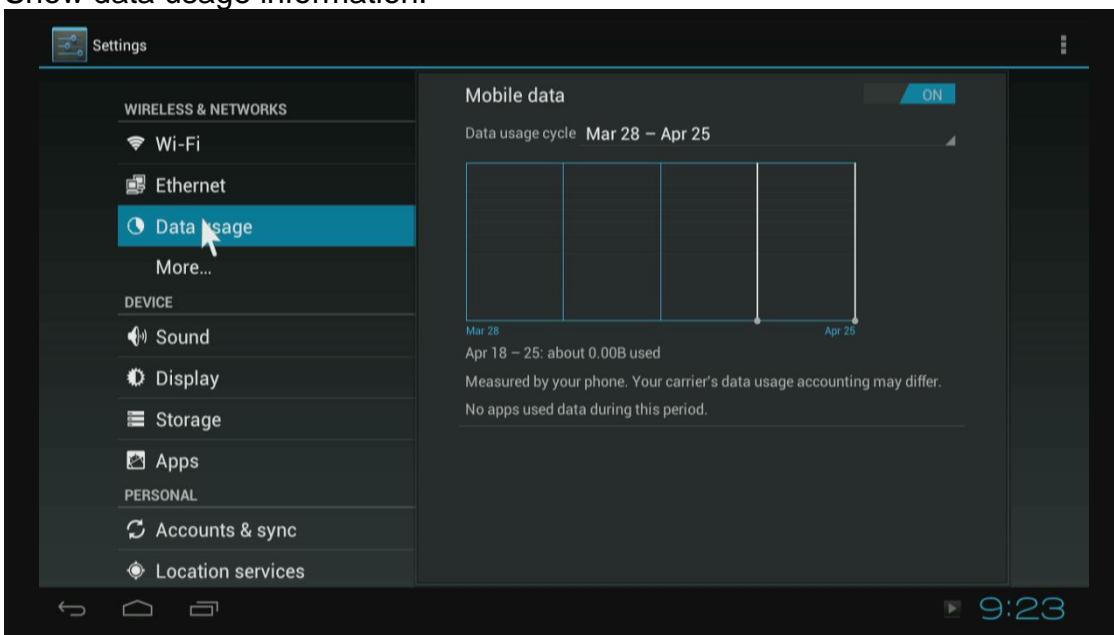 Show data usage information.
Settings
WIRELESS & NETWORKS
Wi-Fi
Ethernet
Data usage
More...
DEVICE
Sound
Display
Storage
Apps
PERSONAL
Accounts & sync
Location services
Mobile data
ON
Data usage cycle Mar 28 – Apr 25
Mar 28 Apr 25
Apr 18 – 25: about 0.00B used
Measured by your phone. Your carrier's data usage accounting may differ.
No apps used data during this period.
9:23